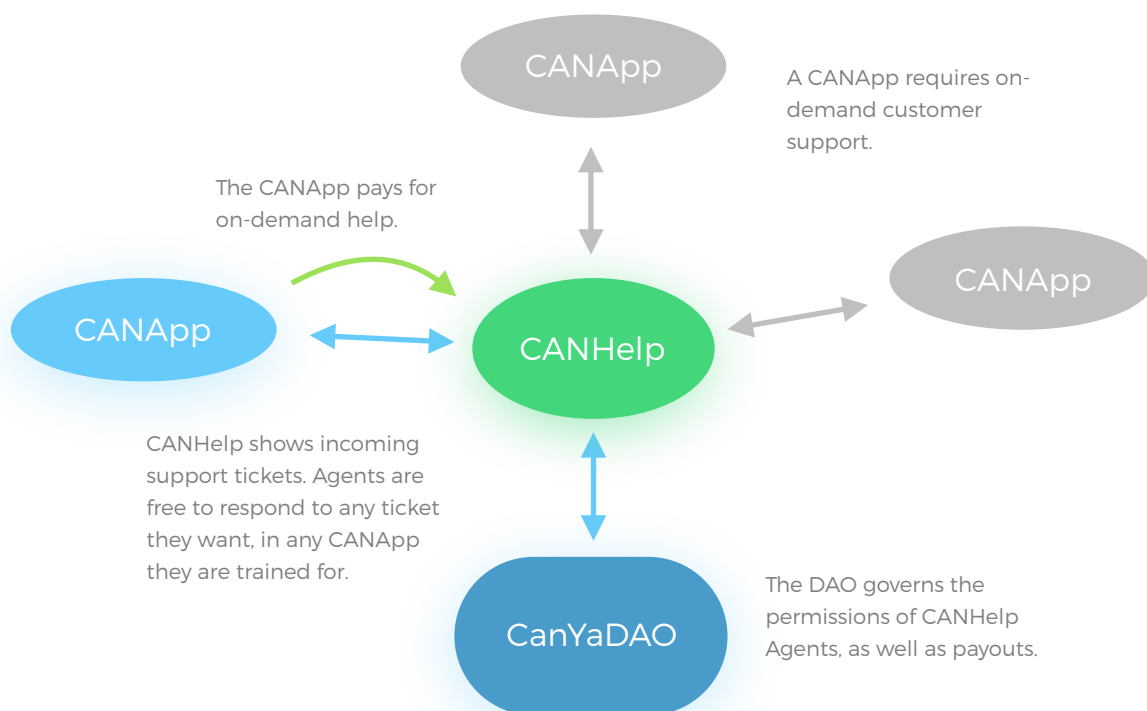 CANApp
A CANApp requires on-
demand customer
support.
The CANApp pays for
on-demand help.
CANApp
CANApp
CANHelp
CANHelp shows incoming
support tickets. Agents are
free to respond to any ticket
they want, in any CANApp
they are trained for.
CanYaDAO
The DAO governs the
permissions of CANHelp
Agents, as well as payouts.